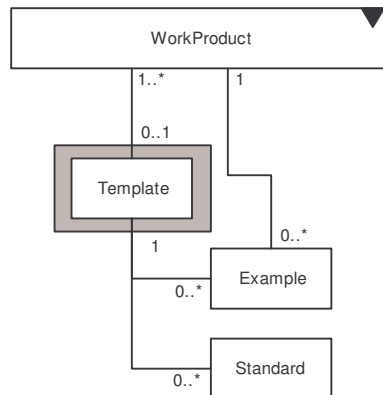 WorkProduct
1..*
1
0..1
Template
1
0..*
0..*
Example
Standard
0..*